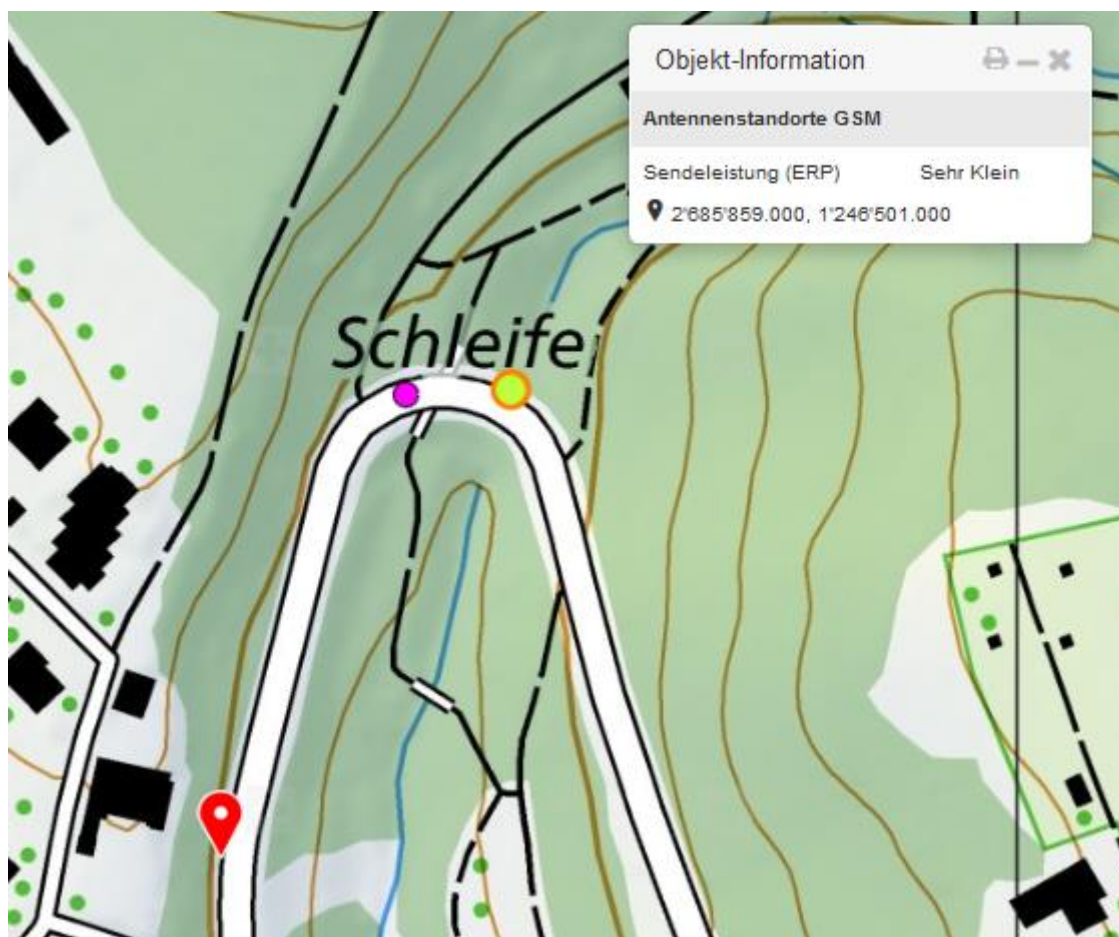 Objekt-Information
Antennenstandorte GSM
Sendeleistung (ERP) Sehr Klein
2'685'859.000, 1'246'501.000
Schleife